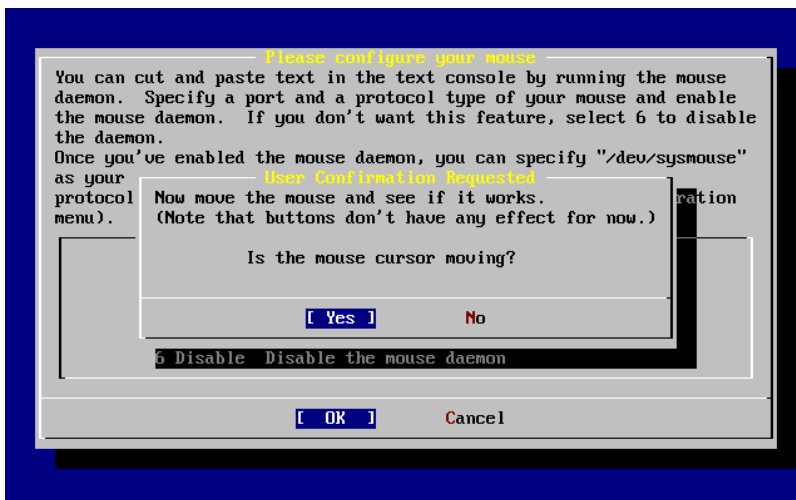 Please configure your mouse
You can cut and paste text in the text console by running the mouse
daemon.  Specify a port and a protocol type of your mouse and enable
the mouse daemon.  If you don't want this feature, select 6 to disable
the daemon.
Once you've enabled the mouse daemon, you can specify "/dev/sysmouse"
as your
User Confirmation Requested
protocol
ration
menu).
Now move the mouse and see if it works.
(Note that buttons don't have any effect for now.)
Is the mouse cursor moving?
[ Yes ]    No
6 Disable  Disable the mouse daemon
[  OK  ]    Cancel